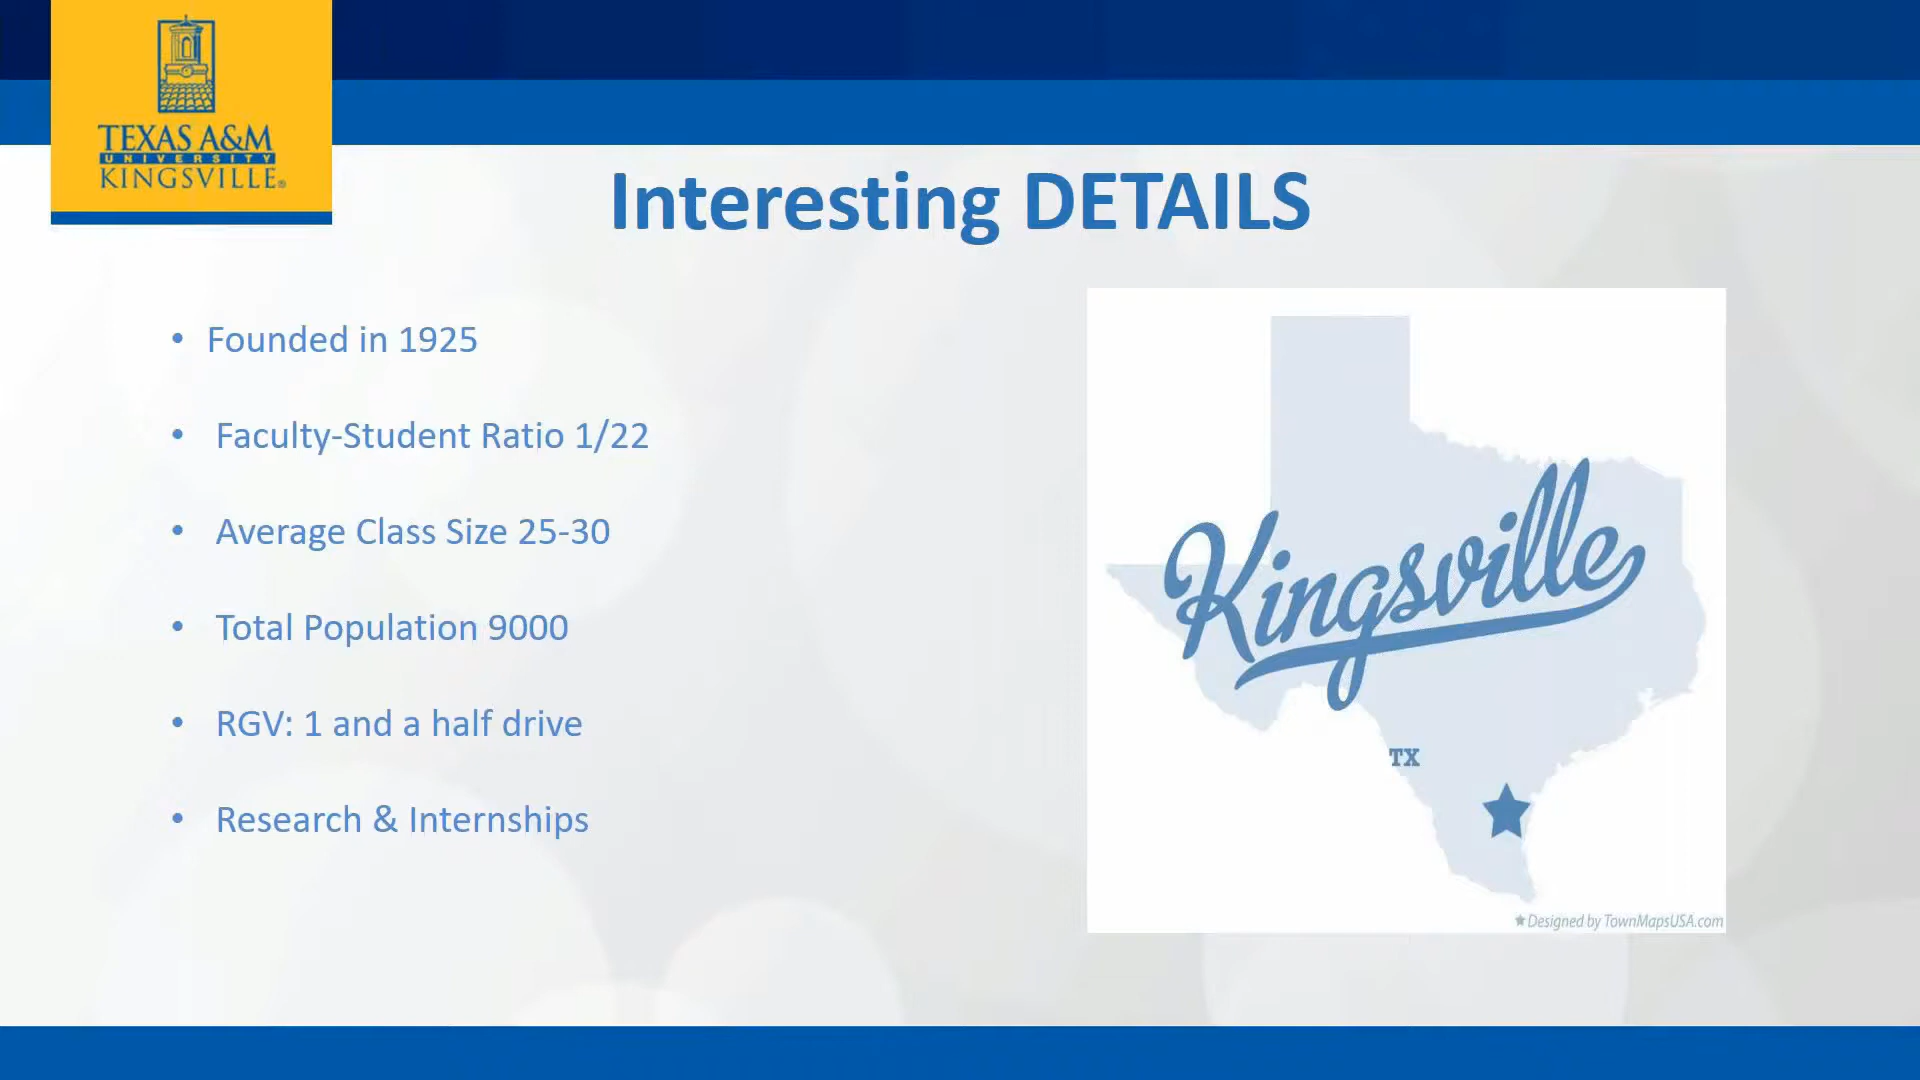 TEXAS A&M
UNIVERSITY
KINGSVILLE®
Interesting DETAILS
• Founded in 1925
• Faculty-Student Ratio 1/22
• Average Class Size 25-30
• Total Population 9000
• RGV: 1 and a half drive
• Research & Internships
Kingsville
TX
★Designed by TownMapsUSA.com